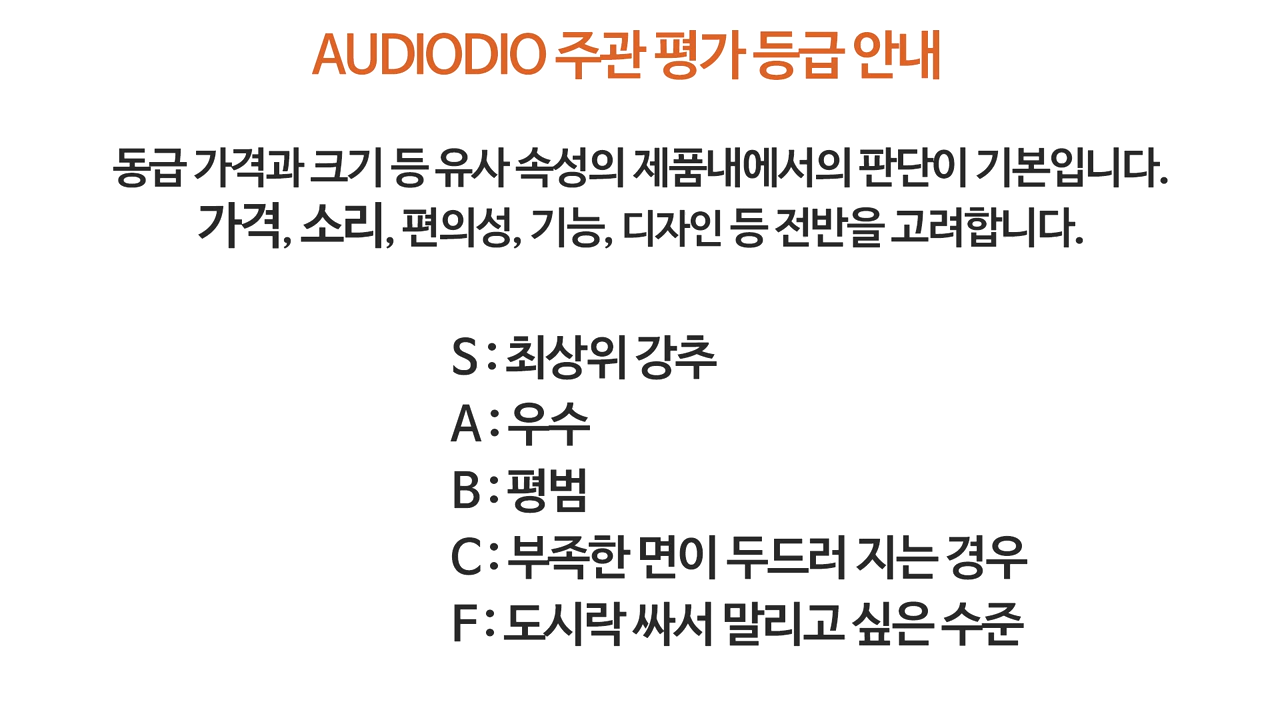 AUDIODIO 주관 평가 등급 안내
동급 가격과 크기 등 유사 속성의 제품내에서의 판단이 기본입니다.
가격, 소리, 편의성, 기능, 디자인 등 전반을 고려합니다.
S : 최상위 강추
A : 우수
B : 평범
C : 부족한 면이 두드러 지는 경우
F : 도시락 싸서 말리고 싶은 수준